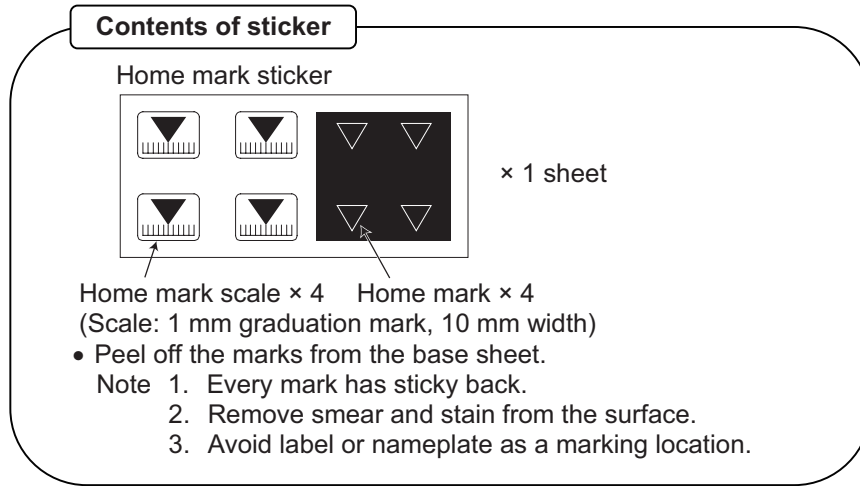 Contents of sticker
Home mark sticker
× 1 sheet
Home mark scale × 4 Home mark × 4
(Scale: 1 mm graduation mark, 10 mm width)
• Peel off the marks from the base sheet.
Note 1. Every mark has sticky back.
2. Remove smear and stain from the surface.
3. Avoid label or nameplate as a marking location.